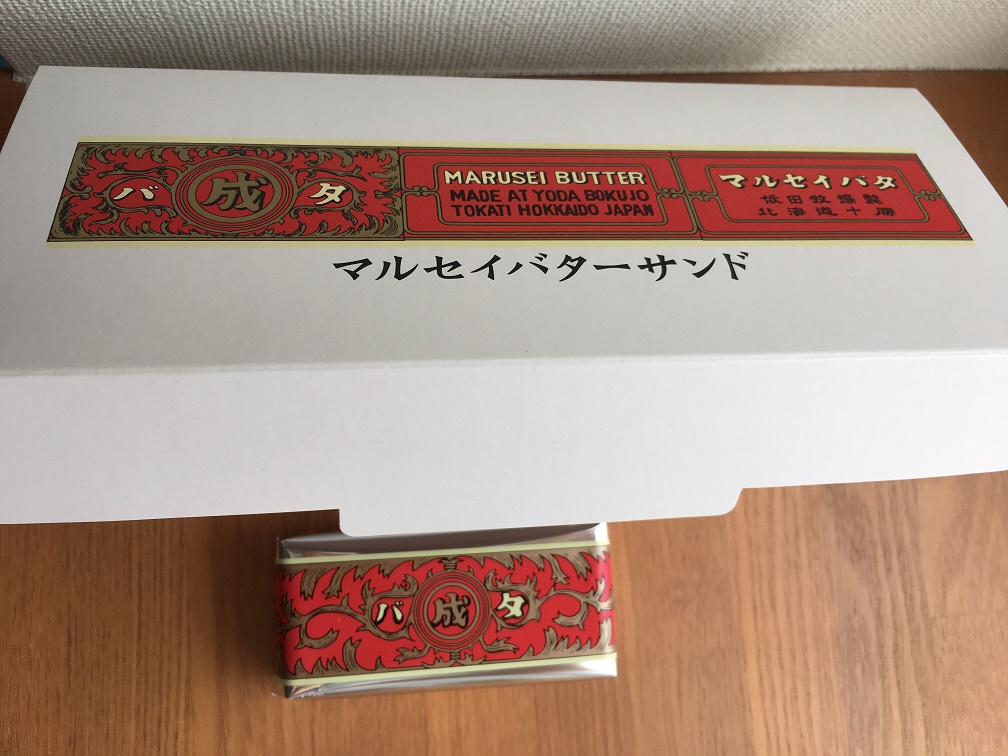 バ 成 タ
MARUSEI BUTTER
MADE AT YODA BOKUJO
TOKATI HOKKAIDO JAPAN
マルセイバタ
依田牧場製
北海道十勝
マルセイバターサンド
バ 成 タ